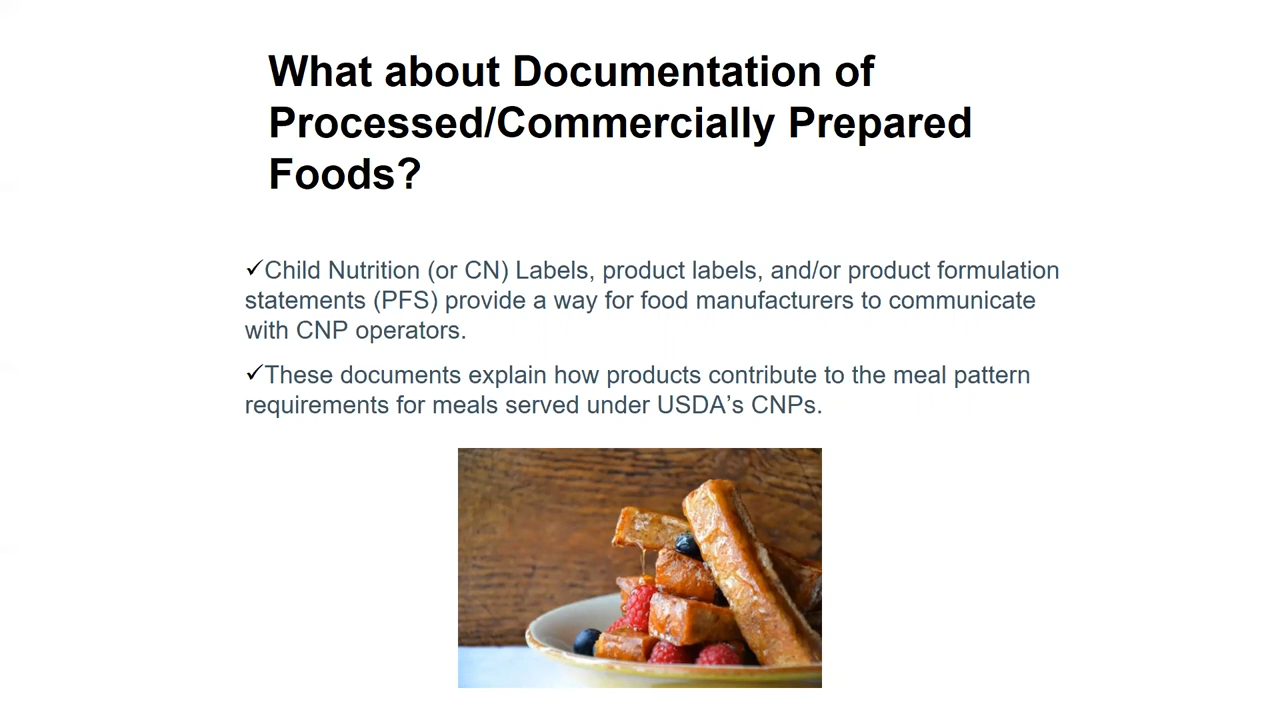 What about Documentation of
Processed/Commercially Prepared
Foods?
✓Child Nutrition (or CN) Labels, product labels, and/or product formulation
statements (PFS) provide a way for food manufacturers to communicate
with CNP operators.
✓These documents explain how products contribute to the meal pattern
requirements for meals served under USDA’s CNPs.